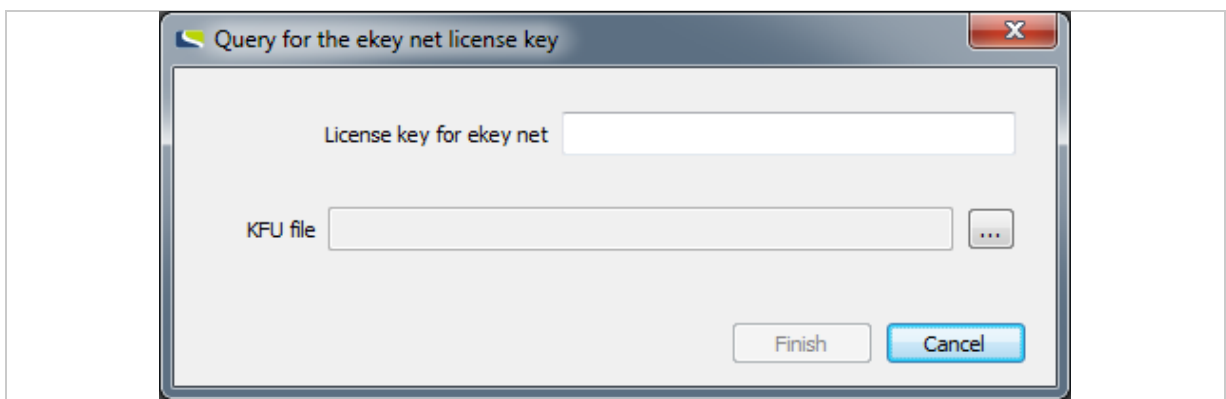 Query for the ekey net license key
License key for ekey net
KFU file
...
Finish
Cancel